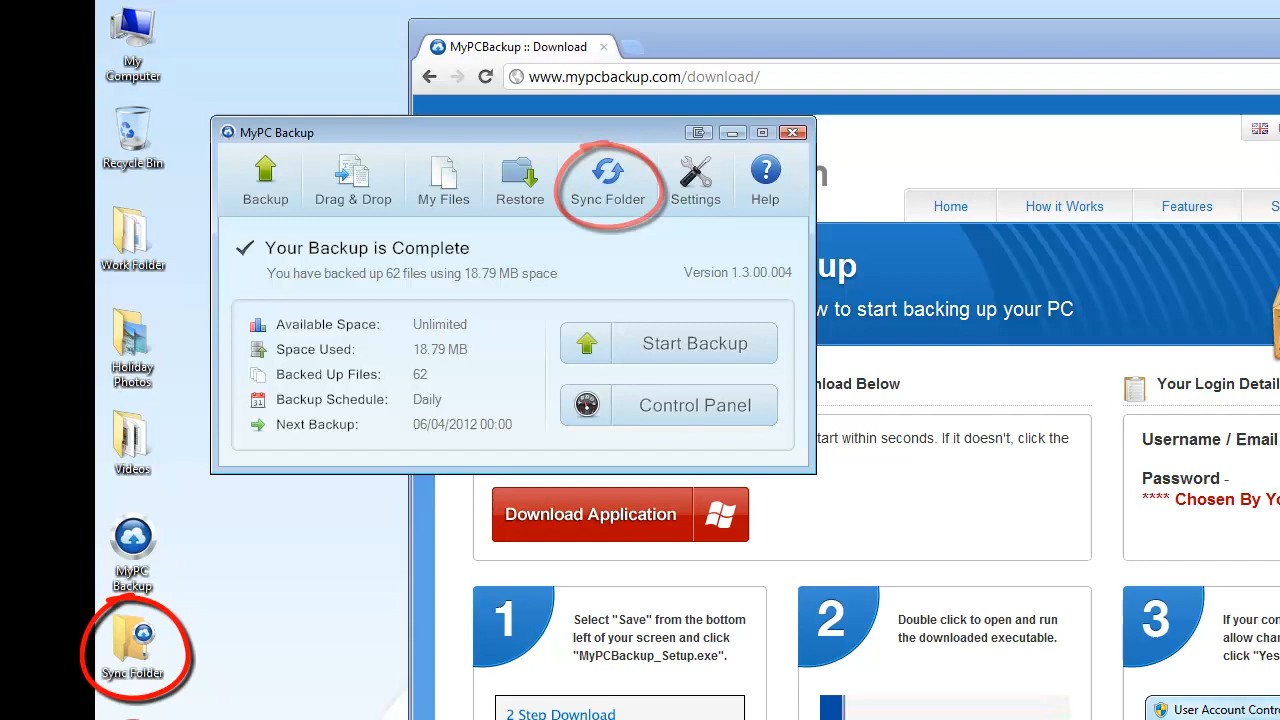 My
Computer
Recycle Bin
Work Folder
Holiday
Photos
Videos
MyPC
Backup
Sync Folder
MyPCBackup :: Download
www.mypcbackup.com/download/
MyPC Backup
Backup
Drag & Drop
My Files
Restore
Sync Folder
Settings
Help
Your Backup is Complete
You have backed up 62 files using 18.79 MB space
Version 1.3.00.004
Available Space: Unlimited
Space Used: 18.79 MB
Backed Up Files: 62
Backup Schedule: Daily
Next Backup: 06/04/2012 00:00
Start Backup
Control Panel
Home
How it Works
Features
up
how to start backing up your PC
Download Below
start within seconds. If it doesn't, click the
Download Application
Your Login Detail
Username / Email
Password -
**** Chosen By Yo
1
Select "Save" from the bottom
left of your screen and click
"MyPCBackup_Setup.exe".
2 Step Download
2
Double click to open and run
the downloaded executable.
3
If your con
allow chan
click "Yes
User Account Contro